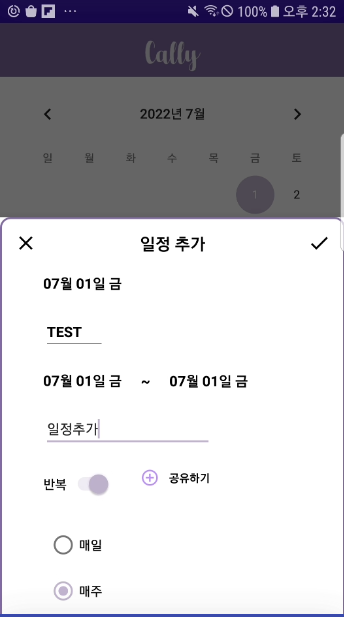 100% 오후 2:32
Cally
2022년 7월
일 월 화 수 목 금 토
1 2
일정 추가
07월 01일 금
TEST
07월 01일 금 ~ 07월 01일 금
일정추가
반복 공유하기
매일
매주